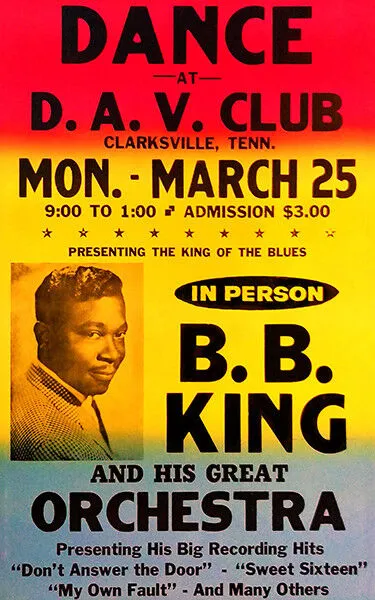 DANCE
— AT —
D. A. V. CLUB
CLARKSVILLE, TENN.
MON. - MARCH 25
9:00 TO 1:00 ▞ ADMISSION $3.00
PRESENTING THE KING OF THE BLUES
IN PERSON
B. B.
KING
AND HIS GREAT
ORCHESTRA
Presenting His Big Recording Hits
“Don't Answer the Door” - “Sweet Sixteen”
“My Own Fault” - And Many Others